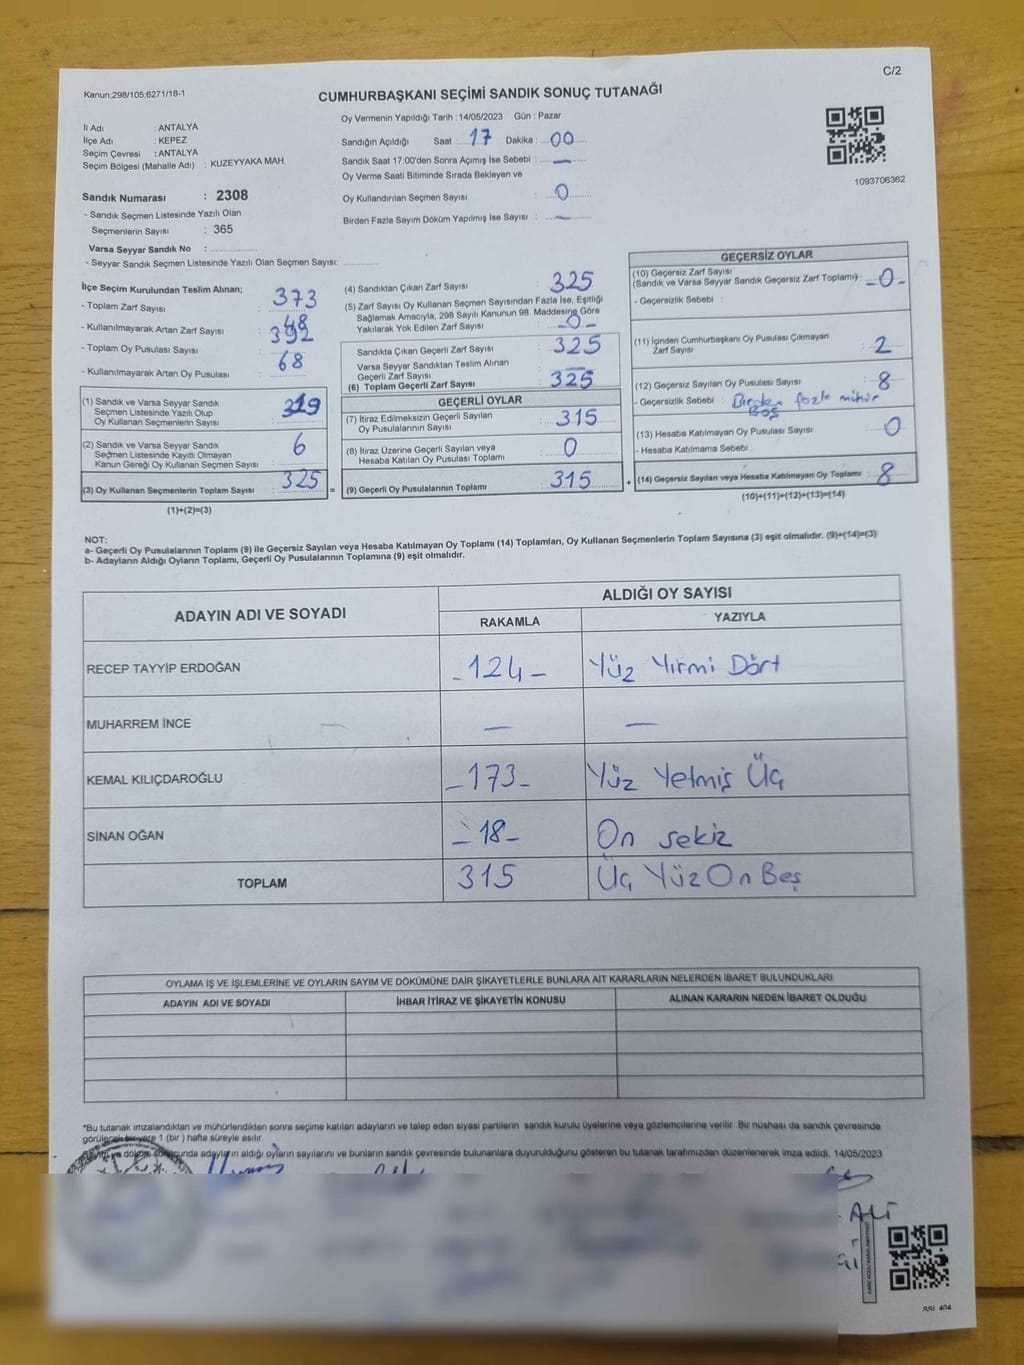 C/2
Kanun;298/105;6271/18-1
CUMHURBAŞKANI SEÇİMİ SANDIK SONUÇ TUTANAĞI
İl Adı : ANTALYA
İlçe Adı : KEPEZ
Seçim Çevresi : ANTALYA
Seçim Bölgesi (Mahalle Adı) : KUZEYYAKA MAH.
Sandık Numarası : 2308
- Sandık Seçmen Listesinde Yazılı Olan
Seçmenlerin Sayısı : 365
Varsa Seyyar Sandık No :
- Seyyar Sandık Seçmen Listesinde Yazılı Olan Seçmen Sayısı:
Oy Vermenin Yapıldığı Tarih : 14/05/2023 Gün : Pazar
Sandığın Açıldığı Saat : 17 Dakika : 00
Sandık Saat 17:00'den Sonra Açımış İse Sebebi : —
Oy Verme Saati Bitiminde Sırada Bekleyen ve
Oy Kullandırılan Seçmen Sayısı : 0
Birden Fazla Sayım Döküm Yapılmış İse Sayısı : —
1093706362
İlçe Seçim Kurulundan Teslim Alınan;
- Toplam Zarf Sayısı : 373
- Kullanılmayarak Artan Zarf Sayısı : 48
- Toplam Oy Pusulası Sayısı : 392
- Kullanılmayarak Artan Oy Pusulası : 68
(1) Sandık ve Varsa Seyyar Sandık
Seçmen Listesinde Yazılı Olup
Oy Kullanan Seçmenlerin Sayısı : 319
(2) Sandık ve Varsa Seyyar Sandık
Seçmen Listesinde Kayıtlı Olmayan
Kanun Gereği Oy Kullanan Seçmen Sayısı : 6
(3) Oy Kullanan Seçmenlerin Toplam Sayısı : 325
(1)+(2)=(3)
(4) Sandıktan Çıkan Zarf Sayısı : 325
(5) Zarf Sayısı Oy Kullanan Seçmen Sayısından Fazla İse, Eşitliği
Sağlamak Amacıyla, 298 Sayılı Kanunun 98. Maddesine Göre
Yakılarak Yok Edilen Zarf Sayısı : -0-
Sandıkta Çıkan Geçerli Zarf Sayısı : 325
Varsa Seyyar Sandıktan Teslim Alınan
Geçerli Zarf Sayısı
(6) Toplam Geçerli Zarf Sayısı : 325
GEÇERLİ OYLAR
(7) İtiraz Edilmeksizin Geçerli Sayılan
Oy Pusulalarının Sayısı : 315
(8) İtiraz Üzerine Geçerli Sayılan veya
Hesaba Katılan Oy Pusulası Toplamı : 0
= (9) Geçerli Oy Pusulalarının Toplamı : 315
GEÇERSİZ OYLAR
(10) Geçersiz Zarf Sayısı
(Sandık ve Varsa Seyyar Sandık Geçersiz Zarf Toplamı) : -0-
- Geçersizlik Sebebi :
(11) İçinden Cumhurbaşkanı Oy Pusulası Çıkmayan
Zarf Sayısı : 2
(12) Geçersiz Sayılan Oy Pusulası Sayısı : 8
- Geçersizlik Sebebi : Birden fazla mühür
Boş
(13) Hesaba Katılmayan Oy Pusulası Sayısı : 0
- Hesaba Katılmama Sebebi :
+ (14) Geçersiz Sayılan veya Hesaba Katılmayan Oy Toplamı : 8
(10)+(11)+(12)+(13)=(14)
NOT:
a- Geçerli Oy Pusulalarının Toplamı (9) ile Geçersiz Sayılan veya Hesaba Katılmayan Oy Toplamı (14) Toplamları, Oy Kullanan Seçmenlerin Toplam Sayısına (3) eşit olmalıdır. (9)+(14)=(3)
b- Adayların Aldığı Oyların Toplamı, Geçerli Oy Pusulalarının Toplamına (9) eşit olmalıdır.
ADAYIN ADI VE SOYADI ALDIĞI OY SAYISI
RAKAMLA YAZIYLA
RECEP TAYYİP ERDOĞAN -124- Yüz Yirmi Dört
MUHARREM İNCE — —
KEMAL KILIÇDAROĞLU -173- Yüz Yetmiş Üç
SİNAN OĞAN -18- On sekiz
TOPLAM 315 Üç Yüz On Beş
OYLAMA İŞ VE İŞLEMLERİNE VE OYLARIN SAYIM VE DÖKÜMÜNE DAİR ŞİKAYETLERLE BUNLARA AİT KARARLARIN NELERDEN İBARET BULUNDUKLARI
ADAYIN ADI VE SOYADI İHBAR İTİRAZ VE ŞİKAYETİN KONUSU ALINAN KARARIN NEDEN İBARET OLDUĞU
*Bu tutanak imzalandıktan ve mühürlendikten sonra seçime katılan adayların ve talep eden siyasi partilerin sandık kurulu üyelerine veya gözlemcilerine verilir. Bir nüshası da sandık çevresinde
görülecek bir yere 1 (bir) hafta süreyle asılır.
adayların aldığı oyların sayılarını ve bunların sandık çevresinde bulunanlara duyurulduğunu gösteren bu tutanak tarafımızdan düzenlenerek imza edildi. 14/05/2023
ALİ